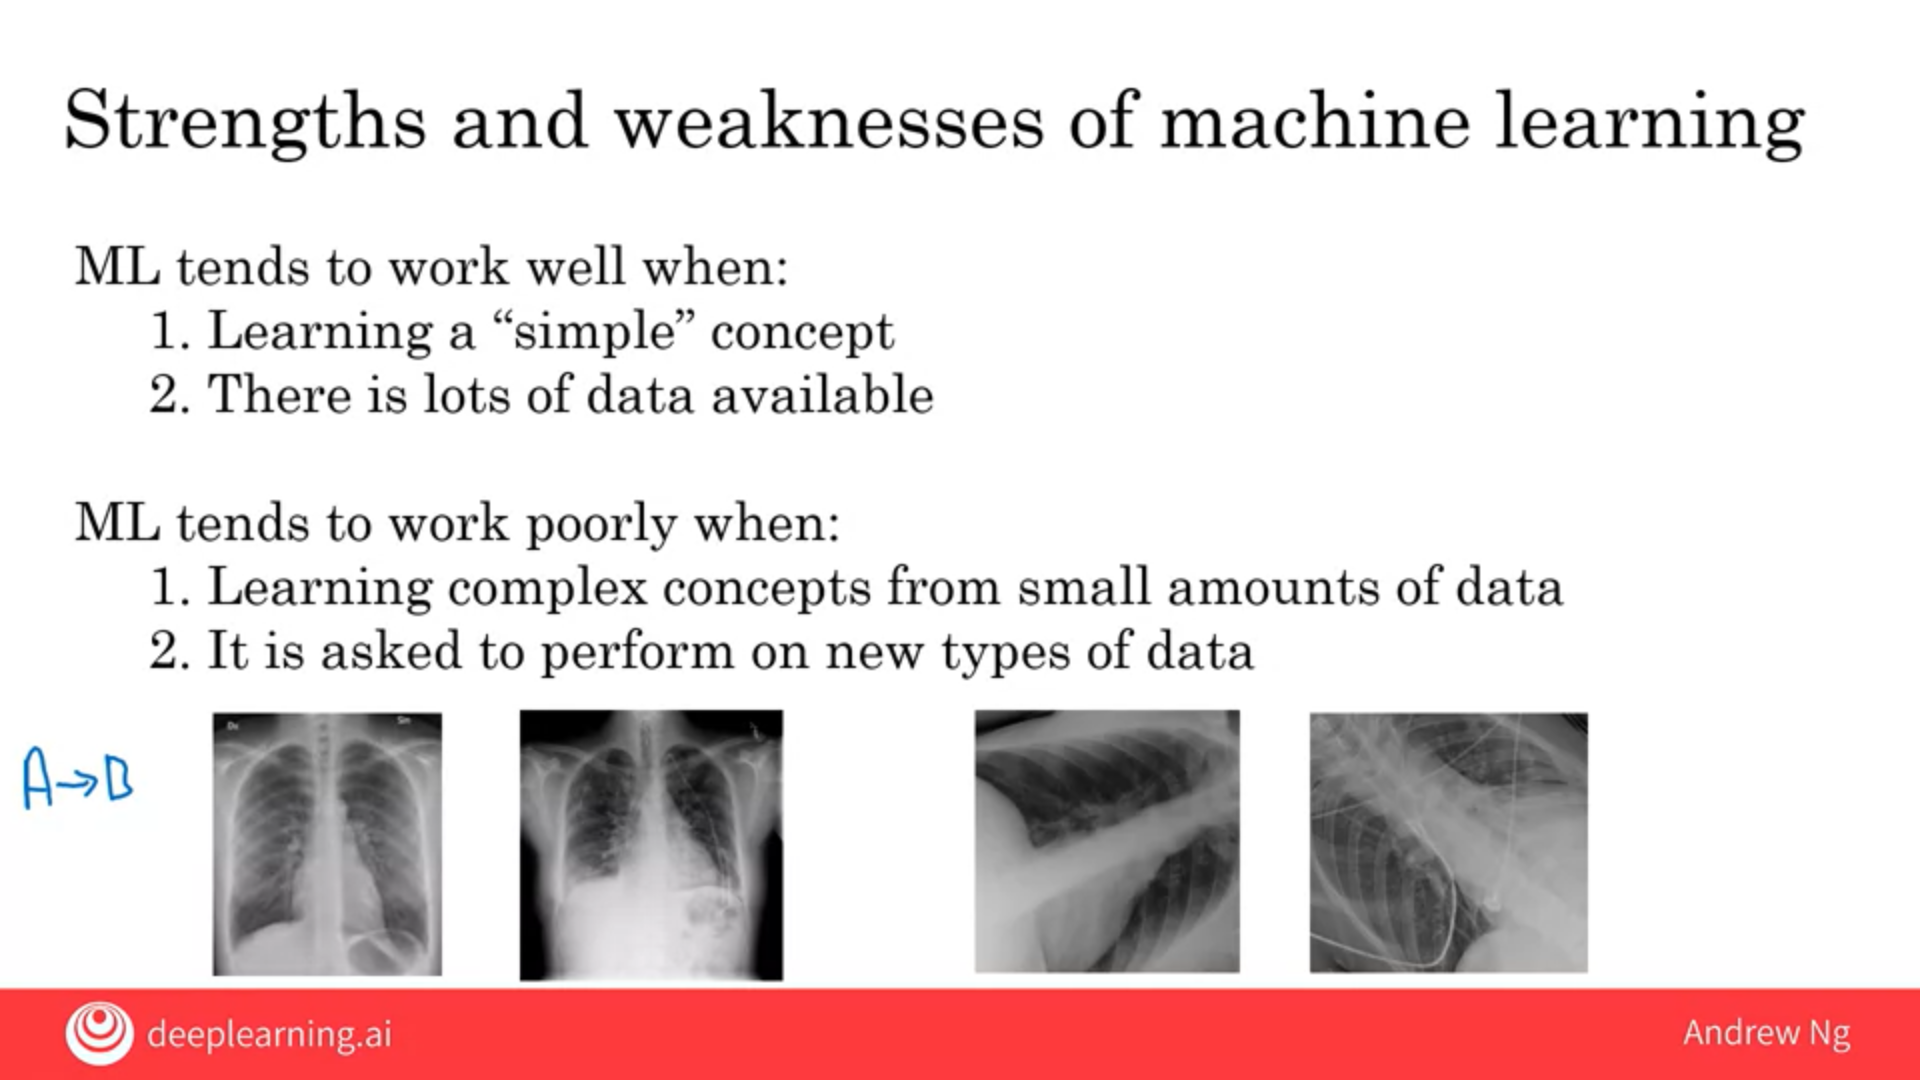 Strengths and weaknesses of machine learning
ML tends to work well when:
1. Learning a “simple” concept
2. There is lots of data available
ML tends to work poorly when:
1. Learning complex concepts from small amounts of data
2. It is asked to perform on new types of data
A→B
deeplearning.ai
Andrew Ng